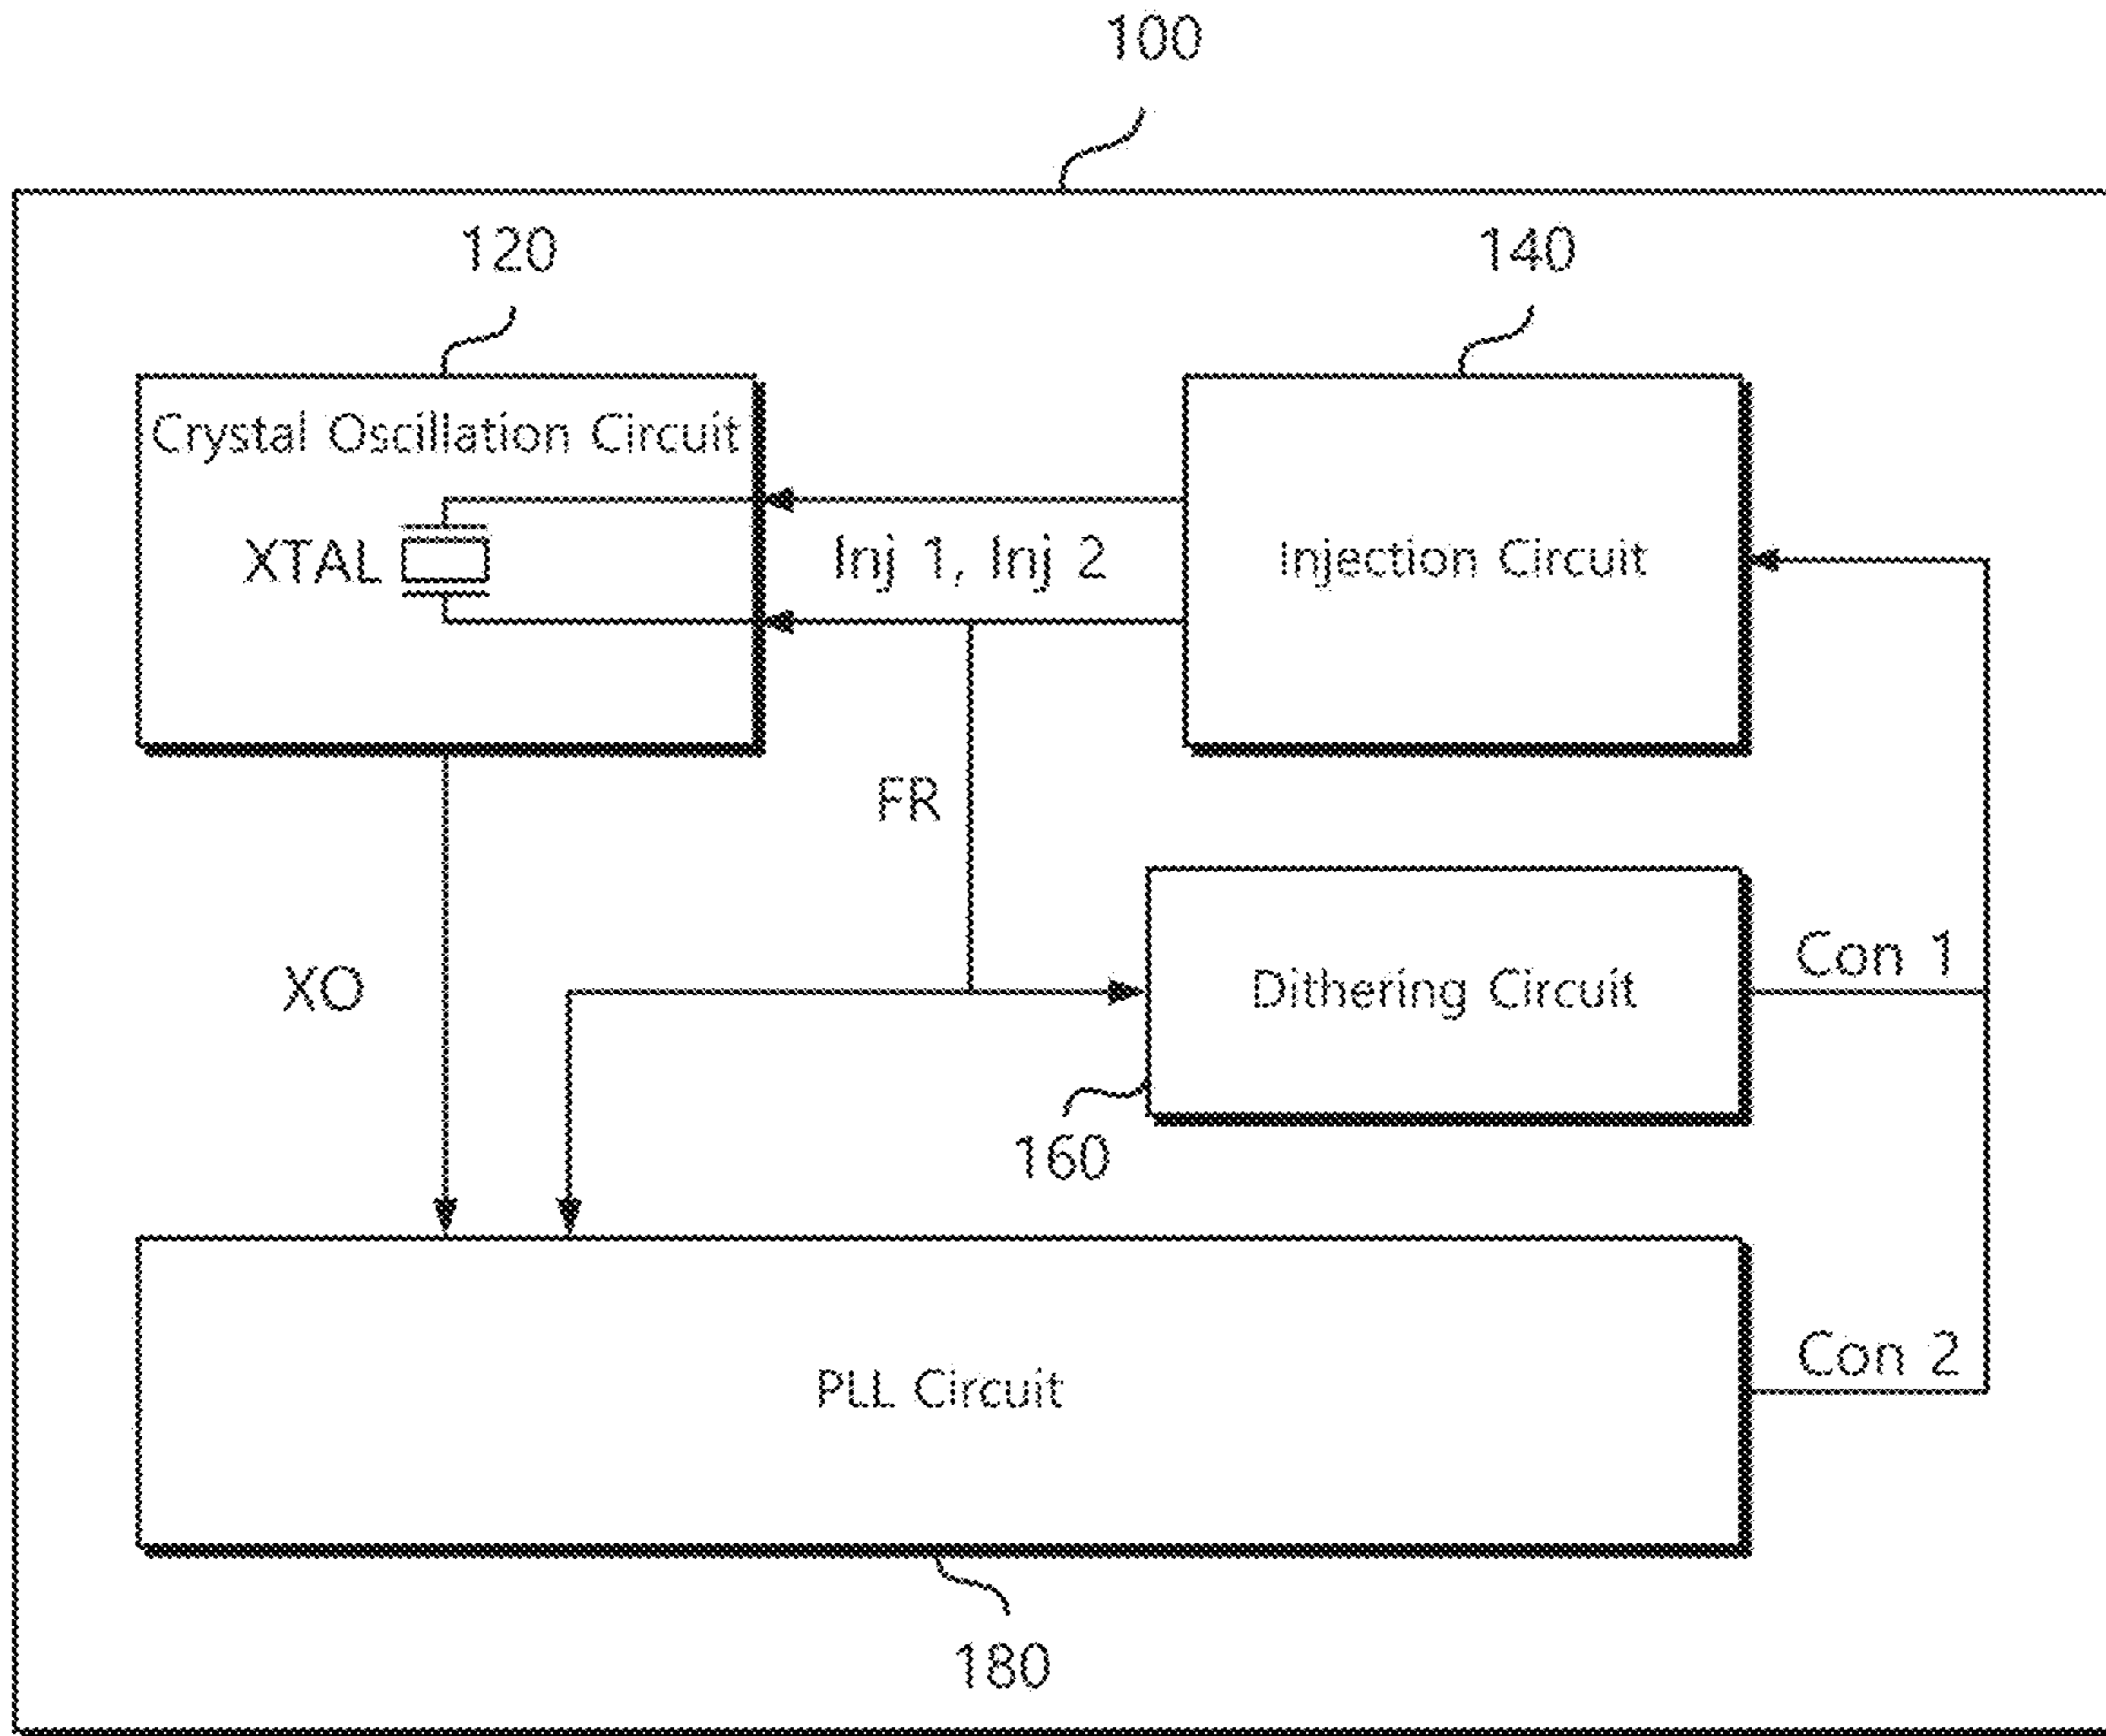 100
120
140
Crystal Oscillation Circuit
XTAL
Inj 1, Inj 2
Injection Circuit
FR
XO
Dithering Circuit
Con 1
160
PLL Circuit
Con 2
180